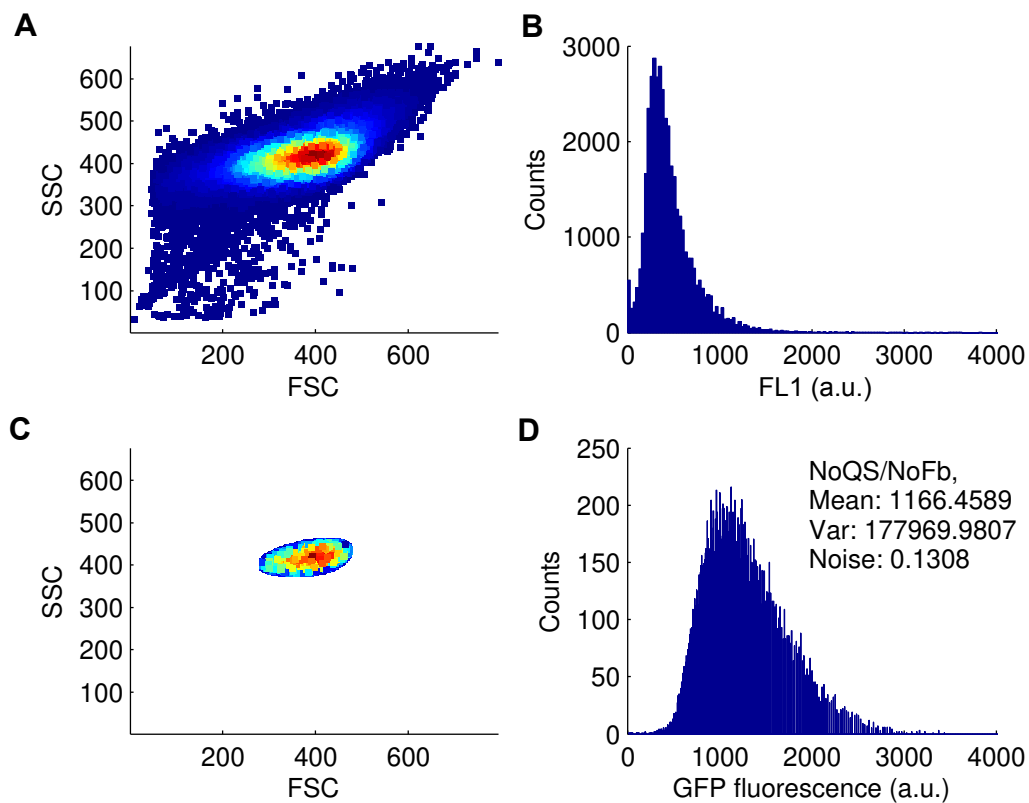 A
SSC
600
500
400
300
200
100
200
400
600
FSC
B
Counts
3000
2000
1000
0
0
1000
2000
3000
4000
FL1 (a.u.)
C
SSC
600
500
400
300
200
100
200
400
600
FSC
D
Counts
250
200
150
100
50
0
NoQS/NoFb,
Mean: 1166.4589
Var: 177969.9807
Noise: 0.1308
0
1000
2000
3000
4000
GFP fluorescence (a.u.)